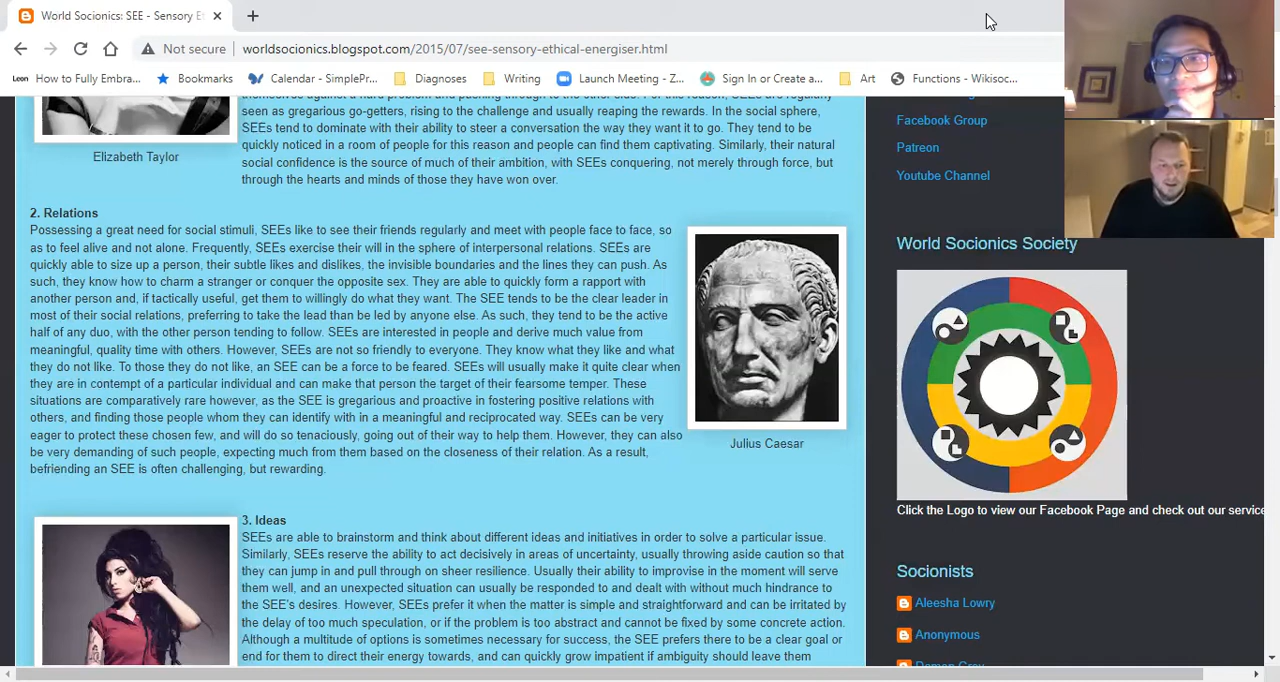 World Socionics: SEE - Sensory Et
Not secure
worldsocionics.blogspot.com/2015/07/see-sensory-ethical-energiser.html
Leon How to Fully Embra...
Bookmarks
Calendar - SimplePr...
Diagnoses
Writing
Launch Meeting - Z...
Sign In or Create a...
Art
Functions - Wikisoc...
themselves against a hard problem and pushing through to the other side. For this reason, SEEs are regularly
seen as gregarious go-getters, rising to the challenge and usually reaping the rewards. In the social sphere,
SEEs tend to dominate with their ability to steer a conversation the way they want it to go. They tend to be
quickly noticed in a room of people for this reason and people can find them captivating. Similarly, their natural
social confidence is the source of much of their ambition, with SEEs conquering, not merely through force, but
through the hearts and minds of those they have won over.
Elizabeth Taylor
2. Relations
Possessing a great need for social stimuli, SEEs like to see their friends regularly and meet with people face to face, so
as to feel alive and not alone. Frequently, SEEs exercise their will in the sphere of interpersonal relations. SEEs are
quickly able to size up a person, their subtle likes and dislikes, the invisible boundaries and the lines they can push. As
such, they know how to charm a stranger or conquer the opposite sex. They are able to quickly form a rapport with
another person and, if tactically useful, get them to willingly do what they want. The SEE tends to be the clear leader in
most of their social relations, preferring to take the lead than be led by anyone else. As such, they tend to be the active
half of any duo, with the other person tending to follow. SEEs are interested in people and derive much value from
meaningful, quality time with others. However, SEEs are not so friendly to everyone. They know what they like and what
they do not like. To those they do not like, an SEE can be a force to be feared. SEEs will usually make it quite clear when
they are in contempt of a particular individual and can make that person the target of their fearsome temper. These
situations are comparatively rare however, as the SEE is gregarious and proactive in fostering positive relations with
others, and finding those people whom they can identify with in a meaningful and reciprocated way. SEEs can be very
eager to protect these chosen few, and will do so tenaciously, going out of their way to help them. However, they can also
be very demanding of such people, expecting much from them based on the closeness of their relation. As a result,
befriending an SEE is often challenging, but rewarding.
Julius Caesar
3. Ideas
SEEs are able to brainstorm and think about different ideas and initiatives in order to solve a particular issue.
Similarly, SEEs reserve the ability to act decisively in areas of uncertainty, usually throwing aside caution so that
they can jump in and pull through on sheer resilience. Usually their ability to improvise in the moment will serve
them well, and an unexpected situation can usually be responded to and dealt with without much hindrance to
the SEE's desires. However, SEEs prefer it when the matter is simple and straightforward and can be irritated by
the delay of too much speculation, or if the problem is too abstract and cannot be fixed by some concrete action.
Although a multitude of options is sometimes necessary for success, the SEE prefers there to be a clear goal or
end for them to direct their energy towards, and can quickly grow impatient if ambiguity should leave them
Facebook Group
Patreon
Youtube Channel
World Socionics Society
Click the Logo to view our Facebook Page and check out our service
Socionists
Aleesha Lowry
Anonymous